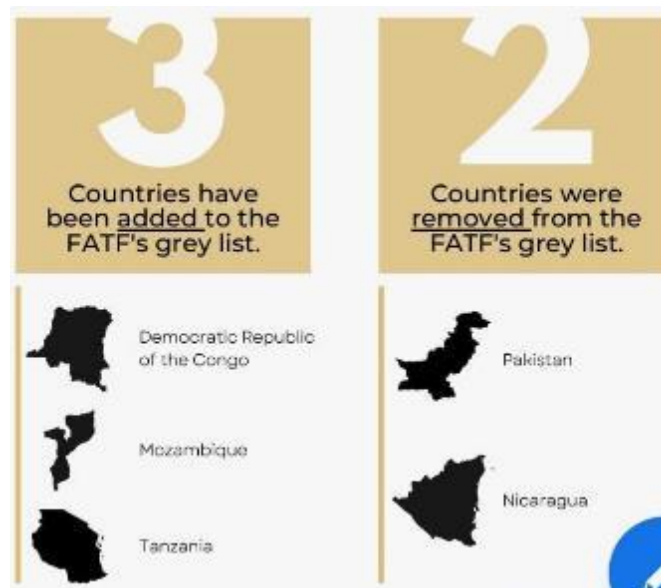 3
Countries have
been added to the
FATF's grey list.
Democratic Republic
of the Congo
Mozambique
Tanzania
2
Countries were
removed from the
FATF's grey list.
Pakistan
Nicaragua